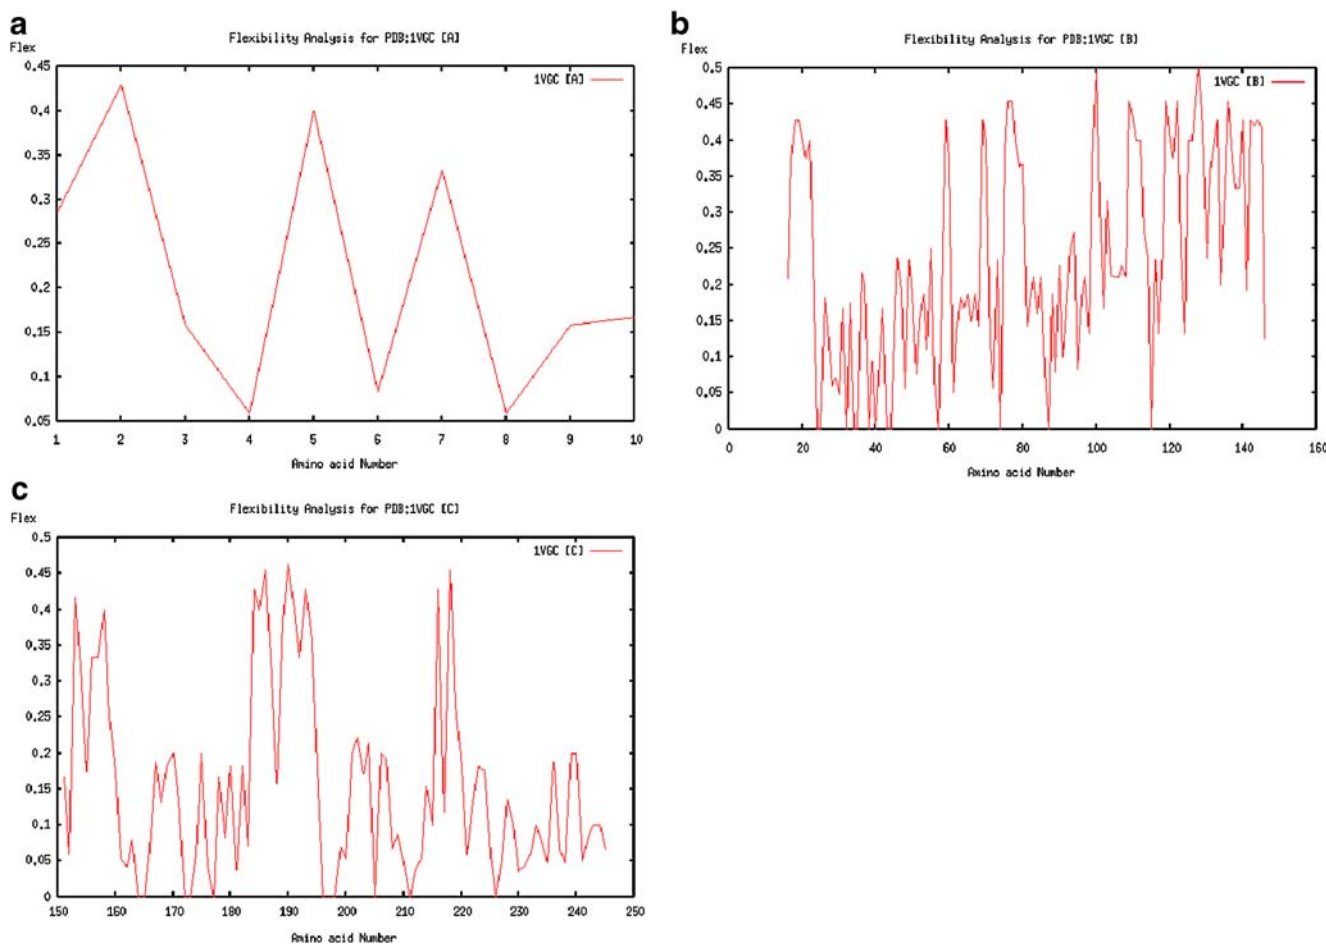 a
Flexibility Analysis for PDB:1VGC [A]
Flex
1VGC [A]
0.45
0.4
0.35
0.3
0.25
0.2
0.15
0.1
0.05
1 2 3 4 5 6 7 8 9 10
Amino acid Number
b
Flexibility Analysis for PDB:1VGC [B]
Flex
1VGC [B]
0.5
0.45
0.4
0.35
0.3
0.25
0.2
0.15
0.1
0.05
0
0 20 40 60 80 100 120 140 160
Amino acid Number
c
Flexibility Analysis for PDB:1VGC [C]
Flex
1VGC [C]
0.5
0.45
0.4
0.35
0.3
0.25
0.2
0.15
0.1
0.05
0
150 160 170 180 190 200 210 220 230 240 250
Amino acid Number